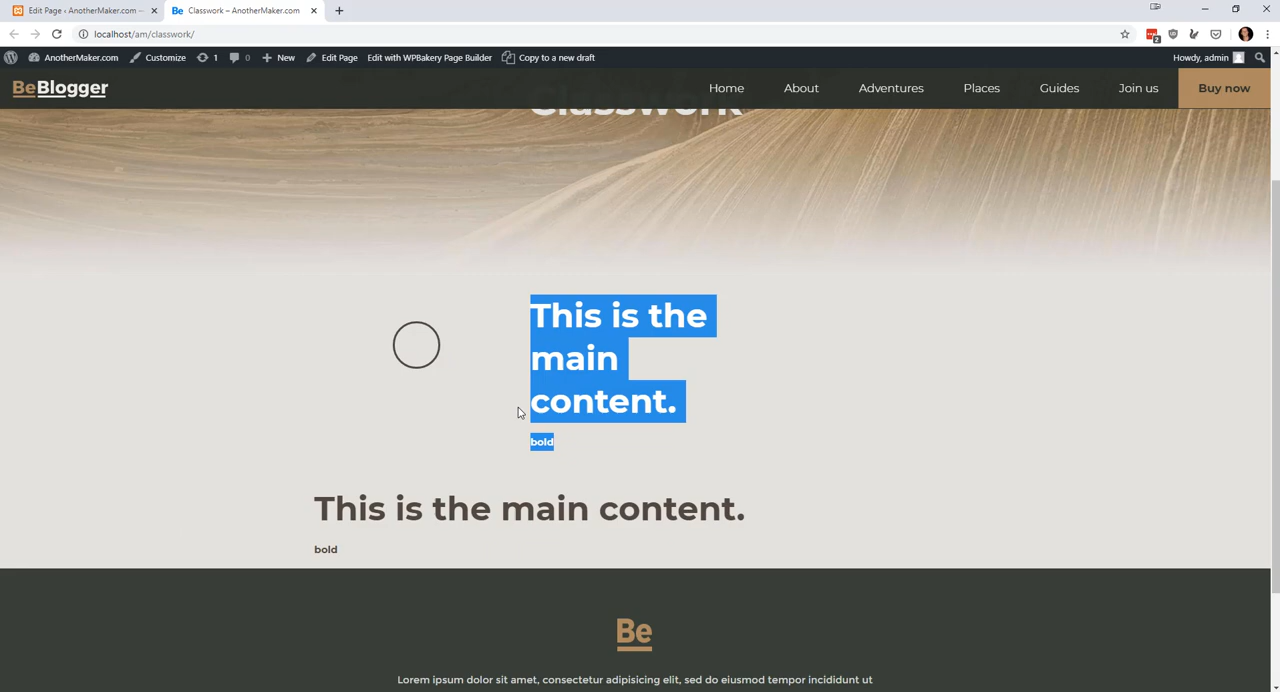 Edit Page ‹ AnotherMaker.com —
Be Classwork – AnotherMaker.com
localhost/am/classwork/
2
AnotherMaker.com Customize 1 0 New Edit Page Edit with WPBakery Page Builder Copy to a new draft Howdy, admin
BeBlogger Home About Adventures Places Guides Join us Buy now
Classwork
This is the
main
content.
bold
This is the main content.
bold
Be
Lorem ipsum dolor sit amet, consectetur adipisicing elit, sed do eiusmod tempor incididunt ut